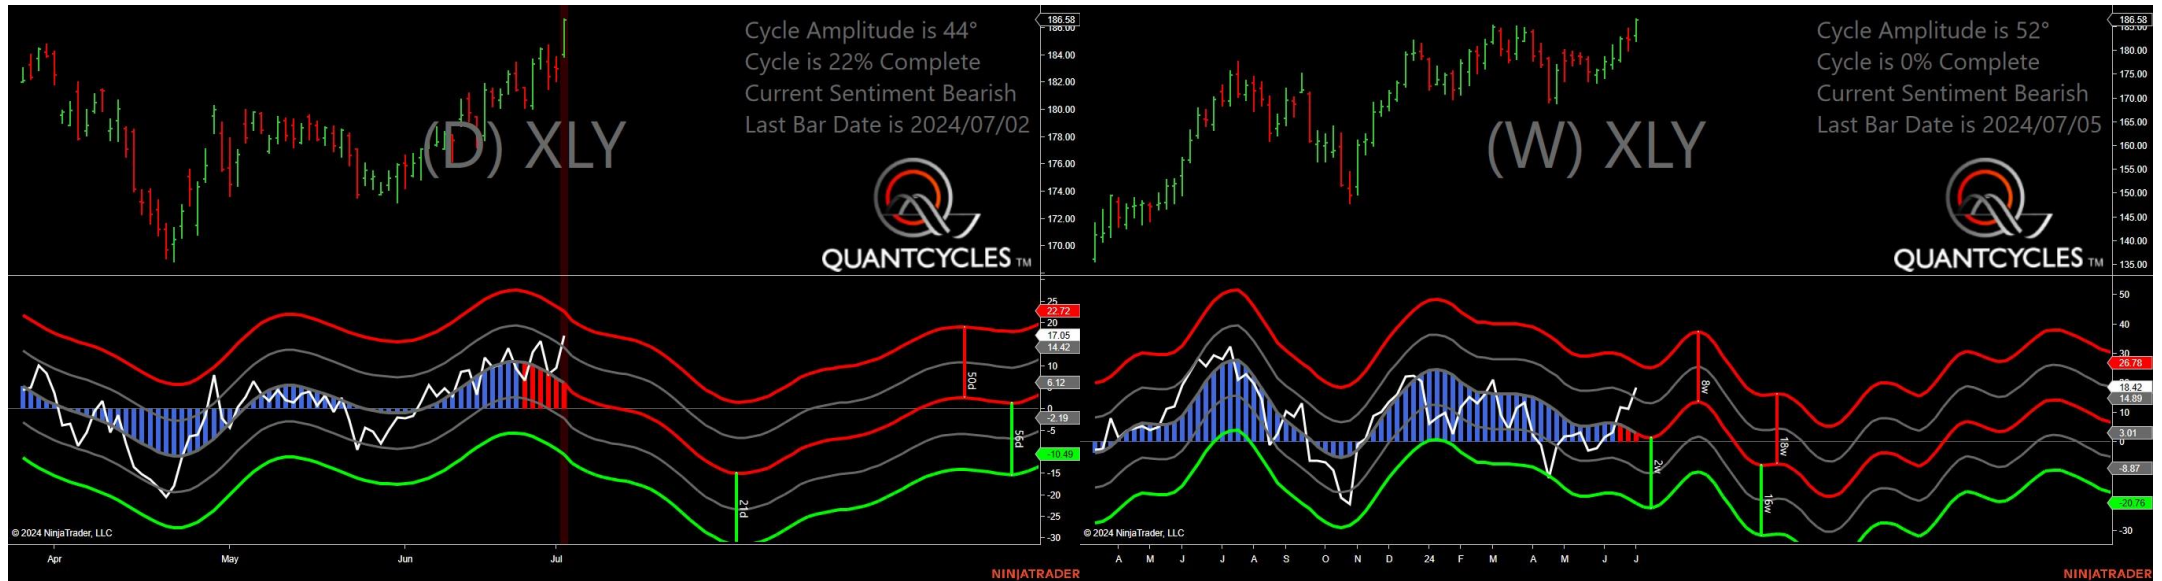 Cycle Amplitude is 44°
Cycle is 22% Complete
Current Sentiment Bearish
Last Bar Date is 2024/07/02
(D) XLY
QUANTCYCLES TM
186.58
186.00
184.00
182.00
180.00
178.00
176.00
174.00
172.00
170.00
25
22.72
20
17.05
14.42
10
6.12
0
-2.19
-5
-10.49
-15
-20
-25
-30
50d
56d
21d
© 2024 NinjaTrader, LLC
Apr
May
Jun
Jul
NINJATRADER
Cycle Amplitude is 52°
Cycle is 0% Complete
Current Sentiment Bearish
Last Bar Date is 2024/07/05
(W) XLY
QUANTCYCLES TM
186.58
180.00
175.00
170.00
165.00
160.00
155.00
150.00
145.00
140.00
135.00
50
40
30
26.78
18.42
14.89
10
3.01
0
-8.87
-20.76
-30
8w
18w
2w
16w
© 2024 NinjaTrader, LLC
A M J J A S O N D 24 F M A M J J
NINJATRADER